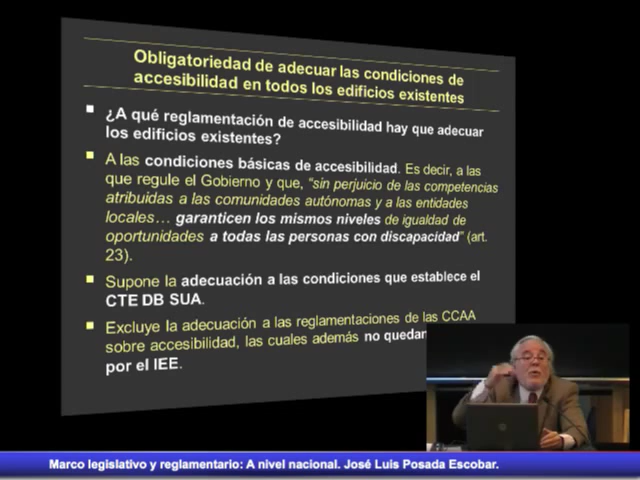 Obligatoriedad de adecuar las condiciones de
accesibilidad en todos los edificios existentes
¿A qué reglamentación de accesibilidad hay que adecuar
los edificios existentes?
A las condiciones básicas de accesibilidad. Es decir, a las
que regule el Gobierno y que, “sin perjuicio de las competencias
atribuidas a las comunidades autónomas y a las entidades
locales… garanticen los mismos niveles de igualdad de
oportunidades a todas las personas con discapacidad” (art.
23).
Supone la adecuación a las condiciones que establece el
CTE DB SUA.
Excluye la adecuación a las reglamentaciones de las CCAA
sobre accesibilidad, las cuales además no quedan
por el IEE.
Marco legislativo y reglamentario: A nivel nacional. José Luis Posada Escobar.